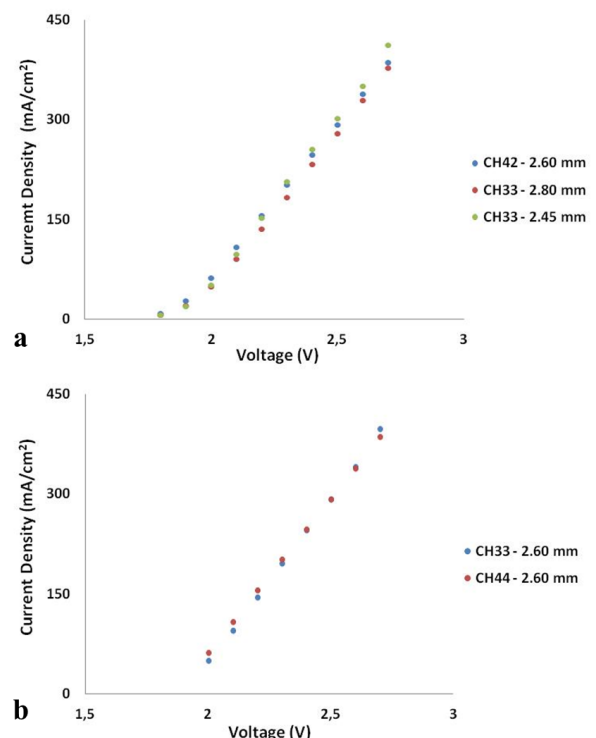 450
300
150
0
Curremt Density (mA/cm²)
1,5
2
2,5
3
Voltage (V)
CH42 - 2.60 mm
CH33 - 2.80 mm
CH33 - 2.45 mm
a
450
300
150
0
Current Density (mA/cm²)
1,5
2
2,5
3
Voltage (V)
CH33 - 2.60 mm
CH44 - 2.60 mm
b